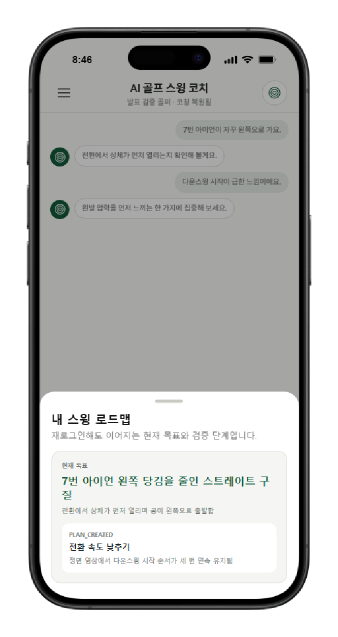 8:46
AI 골프 스윙 코치
발표 검증 골퍼 · 코칭 복원됨
7번 아이언이 자꾸 왼쪽으로 가요.
전환에서 상체가 먼저 열리는지 확인해 볼게요.
다운스윙 시작이 급한 느낌이에요.
왼발 압력을 먼저 느끼는 한 가지에 집중해 보세요.
내 스윙 로드맵
재로그인해도 이어지는 현재 목표와 검증 단계입니다.
현재 목표
7번 아이언 왼쪽 당김을 줄인 스트레이트 구
질
전환에서 상체가 먼저 열리며 공이 왼쪽으로 출발함
PLAN_CREATED
전환 속도 낮추기
정면 영상에서 다운스윙 시작 순서가 세 번 연속 유지됨